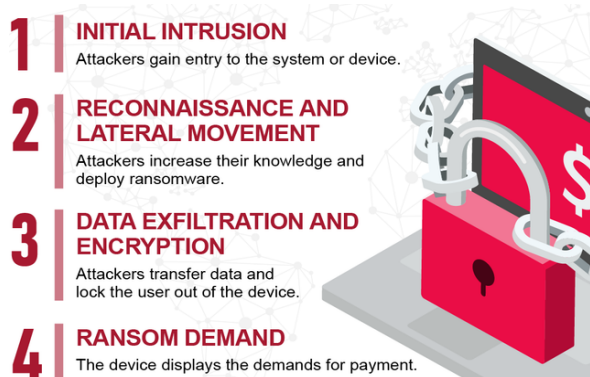 1
INITIAL INTRUSION
Attackers gain entry to the system or device.
2
RECONNAISSANCE AND
LATERAL MOVEMENT
Attackers increase their knowledge and
deploy ransomware.
3
DATA EXFILTRATION AND
ENCRYPTION
Attackers transfer data and
lock the user out of the device.
4
RANSOM DEMAND
The device displays the demands for payment.
$